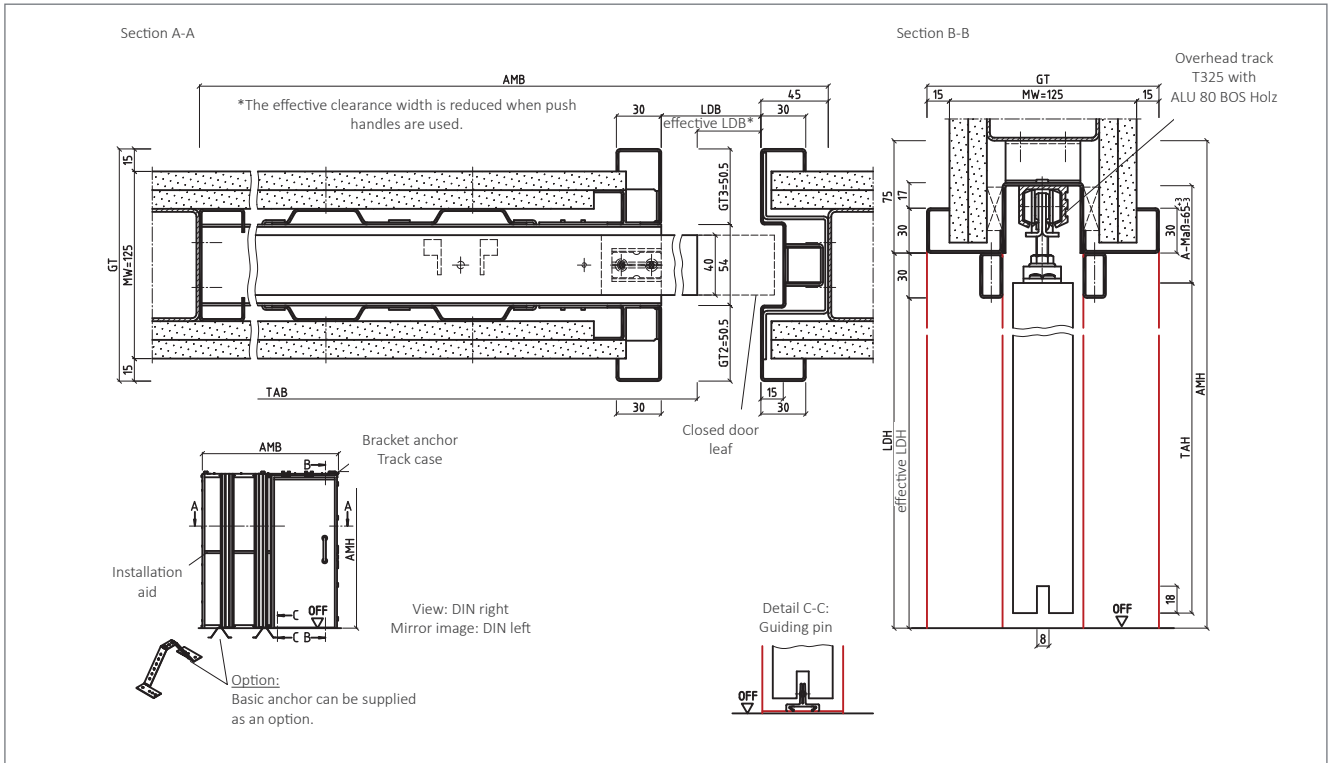 Section A-A
AMB
*The effective clearance width is reduced when push
handles are used.
45
30
LDB
30
effective LDB*
15
GT
MW=125
15
GT3=50.5
40
54
GT2=50.5
TAB
30
15
30
Closed door
leaf
Section B-B
Overhead track
T325 with
ALU 80 BOS Holz
GT
15
MW=125
15
75
17
30
30
30
A-Maß=65+3-3
LDH
effective LDH
AMH
TAH
18
OFF
8
AMB
B
Bracket anchor
Track case
A
A
AMH
Installation
aid
C
OFF
C
B
View: DIN right
Mirror image: DIN left
Option:
Basic anchor can be supplied
as an option.
Detail C-C:
Guiding pin
OFF